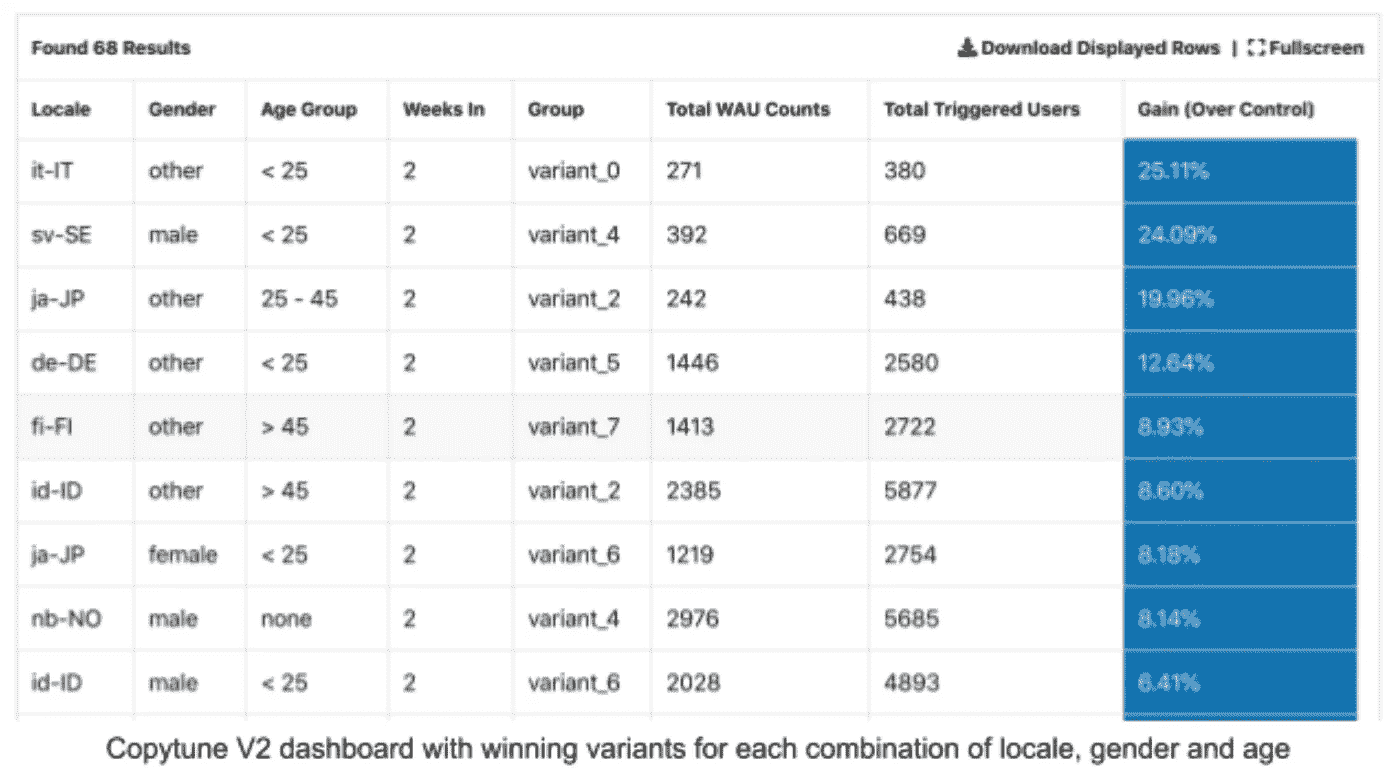 Found 68 Results Download Displayed Rows | Fullscreen
Locale Gender Age Group Weeks In Group Total WAU Counts Total Triggered Users Gain (Over Control)
it-IT other < 25 2 variant_0 271 380 25.11%
sv-SE male < 25 2 variant_4 392 669 24.09%
ja-JP other 25 - 45 2 variant_2 242 438 19.96%
de-DE other < 25 2 variant_5 1446 2580 12.64%
fi-FI other > 45 2 variant_7 1413 2722 8.93%
id-ID other > 45 2 variant_2 2385 5877 8.60%
ja-JP female < 25 2 variant_6 1219 2754 8.18%
nb-NO male none 2 variant_4 2976 5685 8.14%
id-ID male < 25 2 variant_6 2028 4893 6.41%
Copytune V2 dashboard with winning variants for each combination of locale, gender and age